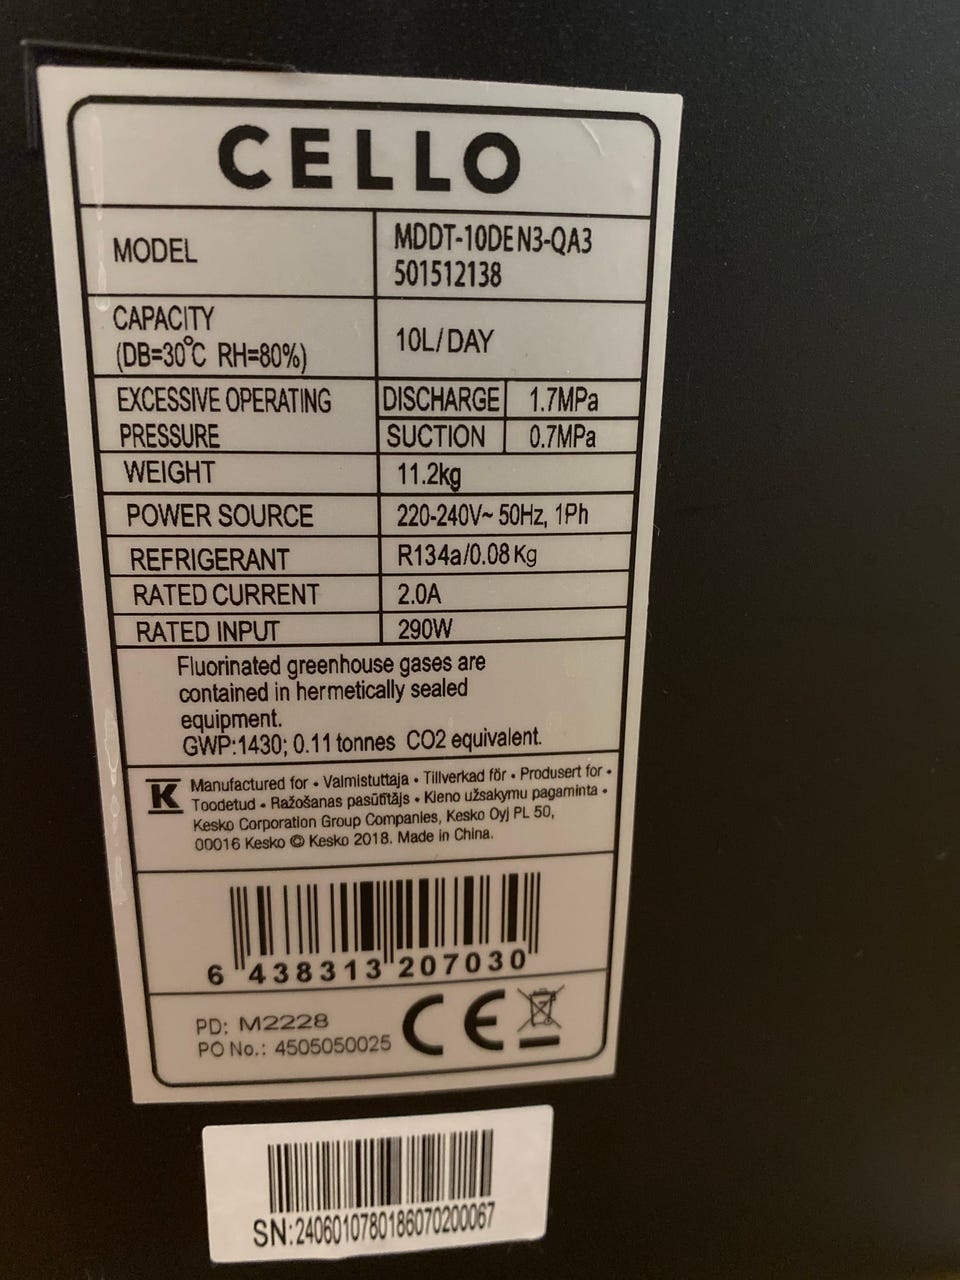 CELLO
MODEL
MDDT-10DEN3-QA3
501512138
CAPACITY
(DB=30°C RH=80%)
10L/DAY
EXCESSIVE OPERATING
PRESSURE
DISCHARGE 1.7MPa
SUCTION 0.7MPa
WEIGHT 11.2kg
POWER SOURCE 220-240V~ 50Hz, 1Ph
REFRIGERANT R134a/0.08 Kg
RATED CURRENT 2.0A
RATED INPUT 290W
Fluorinated greenhouse gases are
contained in hermetically sealed
equipment.
GWP:1430; 0.11 tonnes CO2 equivalent.
K Manufactured for • Valmistuttaja • Tillverkad för • Produsert for •
Toodetud • Ražošanas pasūtītājs • Kieno užsakymu pagaminta •
Kesko Corporation Group Companies, Kesko Oyj PL 50,
00016 Kesko © Kesko 2018. Made in China.
6 438313 207030
PD: M2228
PO No.: 4505050025
CE
SN:2406010780186070200067